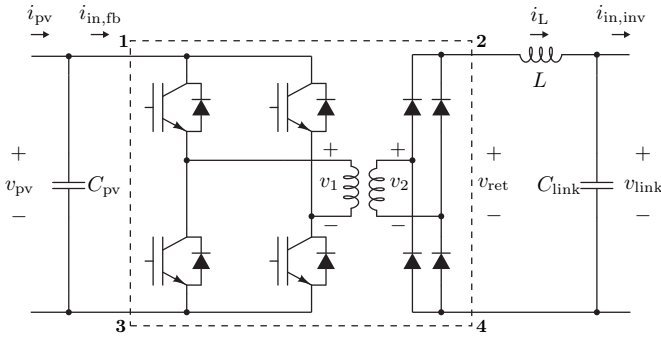 i_pv i_in,fb i_L i_in,inv
1 2
L
+ + + + +
v_pv C_pv v_1 v_2 v_ret C_link v_link
− − − − −
3 4